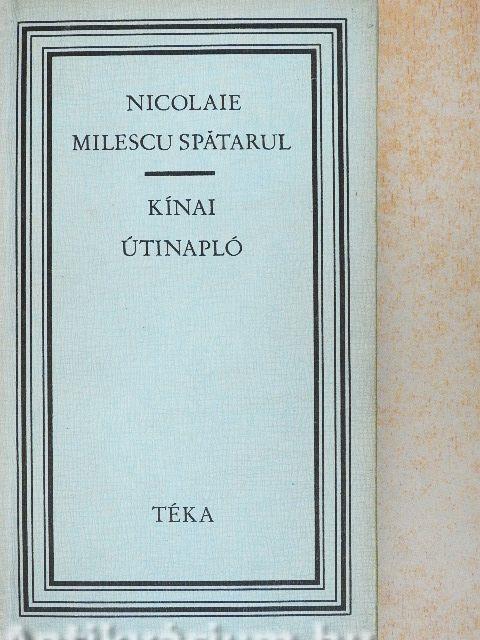 NICOLAIE
MILESCU SPĂTARUL
KÍNAI
ÚTINAPLÓ
TÉKA